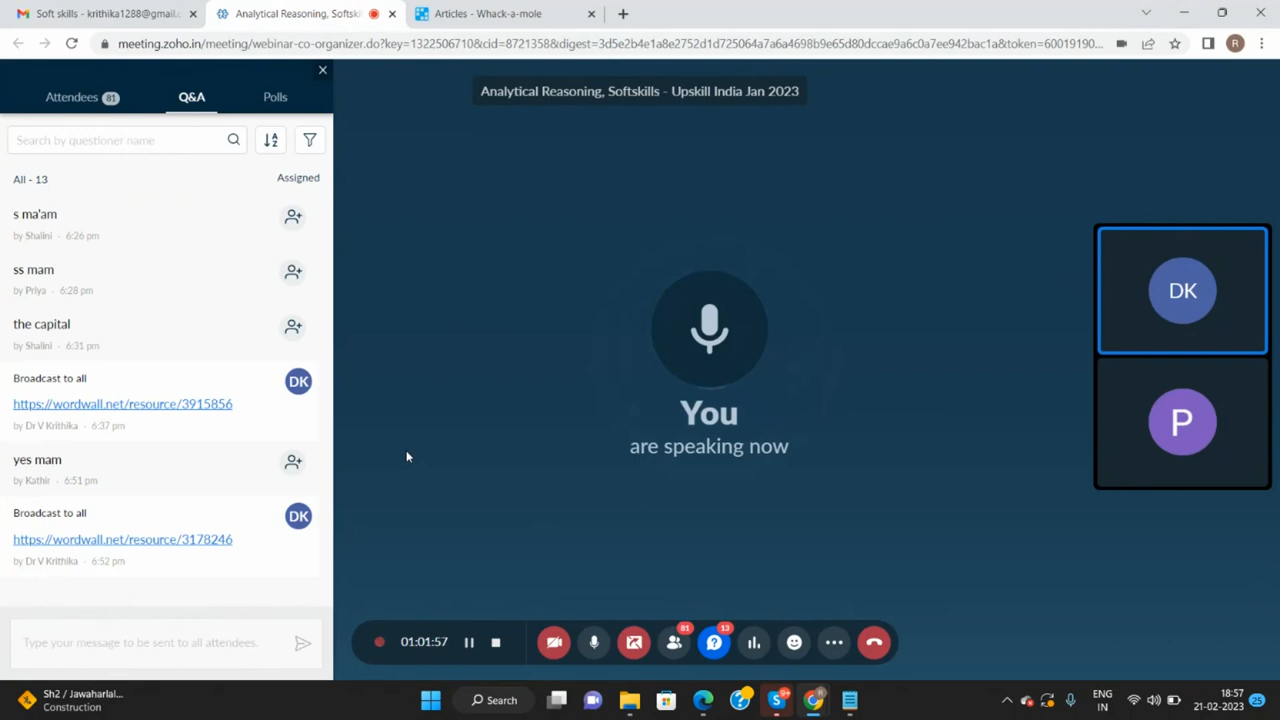 Soft skills - krithika1288@gmail.c
Analytical Reasoning, Softskill
Articles - Whack-a-mole
meeting.zoho.in/meeting/webinar-co-organizer.do?key=1322506710&cid=8721358&digest=3d5e2b4e1a8e2752d1d725064a7a6a4698b9e65d80dccae9a6c0a7ee942bac1a&token=60019190...
R
Attendees 81
Q&A
Polls
Analytical Reasoning, Softskills - Upskill India Jan 2023
Search by questioner name
All - 13
Assigned
s ma'am
by Shalini - 6:26 pm
ss mam
by Priya - 6:28 pm
the capital
by Shalini - 6:31 pm
Broadcast to all
DK
https://wordwall.net/resource/3915856
by Dr V Krithika - 6:37 pm
yes mam
by Kathir - 6:51 pm
Broadcast to all
DK
https://wordwall.net/resource/3178246
by Dr V Krithika - 6:52 pm
Type your message to be sent to all attendees.
You
are speaking now
DK
P
01:01:57
81
13
Sh2 / Jawaharlal...
Construction
Search
9+
ENG
IN
18:57
21-02-2023
25